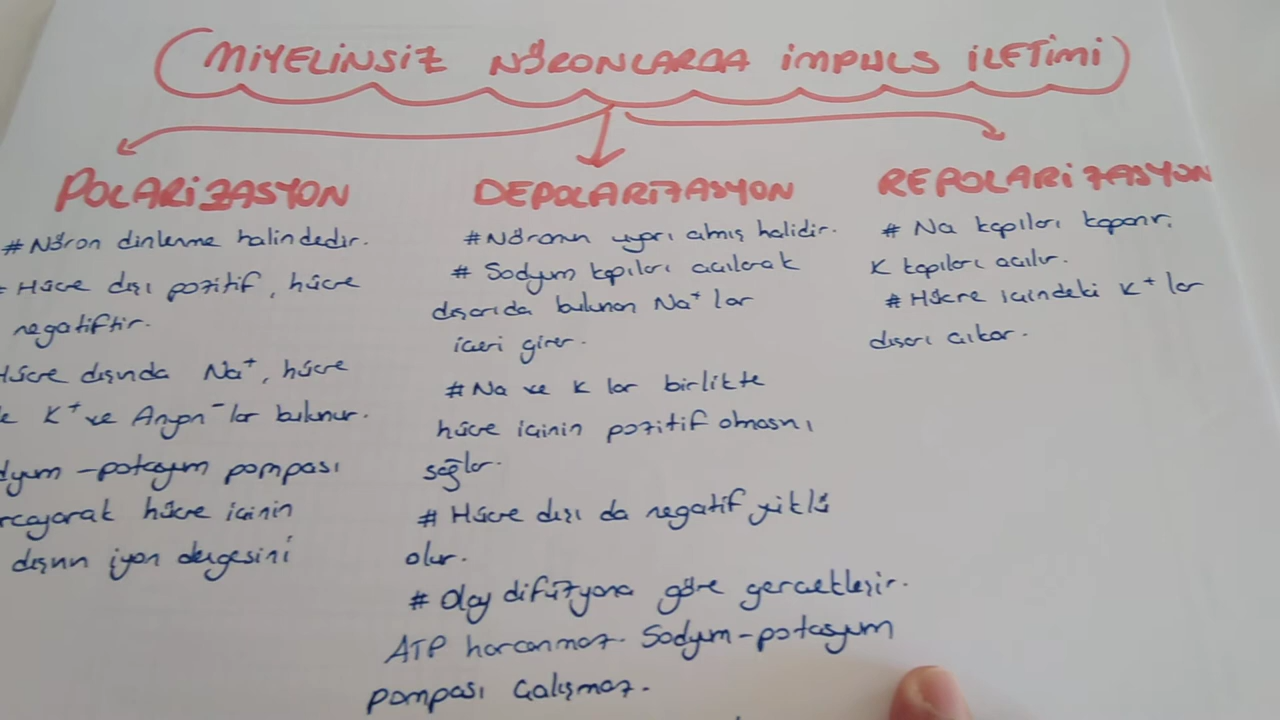 (MİYELİNSİZ NÖRONLARDA İMPULS İLETİMİ)
POLARİZASYON
# Nöron dinlenme halindedir.
# Hücre dışı pozitif, hücre
negatiftir.
Hücre dışında Na⁺, hücre
K⁺ ve Anyon⁻lar bulunur.
dyum-potasyum pompası
rcayarak hücre içinin
dışının iyon dengesini
DEPOLARİZASYON
# Nöronun uyarı almış halidir.
# Sodyum kapıları açılarak
dışarıda bulunan Na⁺ lar
içeri girer.
# Na ve K lar birlikte
hücre içinin pozitif olmasını
sağlar.
# Hücre dışı da negatif yüklü
olur.
# Olay difüzyona göre gerçekleşir.
ATP harcanmaz. Sodyum-potasyum
pompası çalışmaz.
REPOLARİZASYON
# Na kapıları kapanır,
K kapıları açılır.
# Hücre içindeki K⁺ lar
dışarı çıkar.